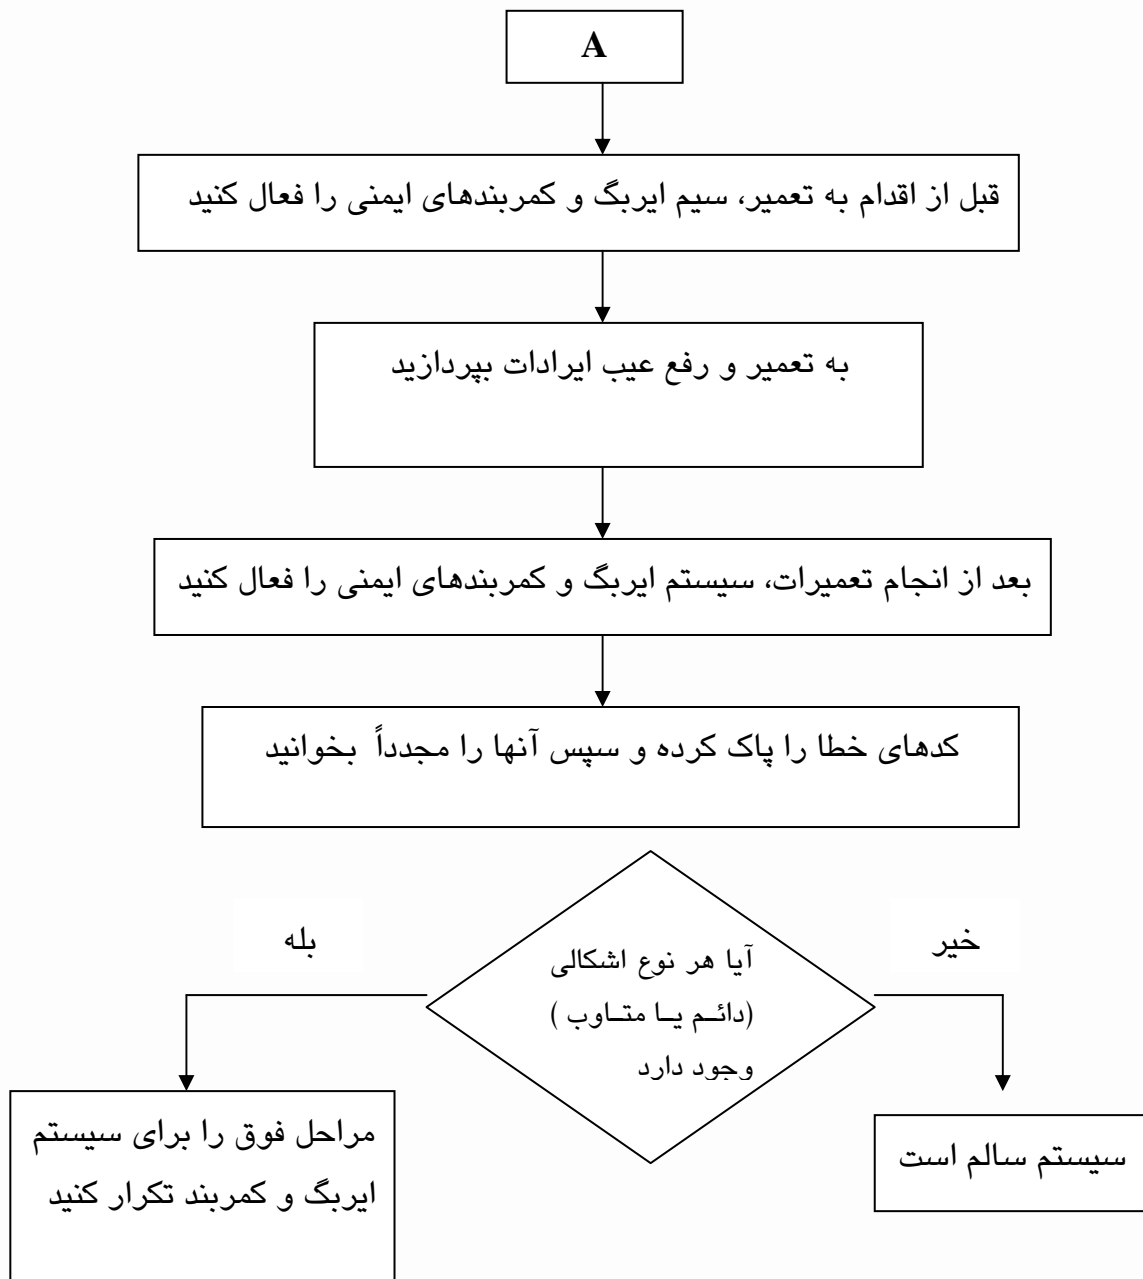 A
قبل از اقدام به تعمیر، سیم ایربگ و کمربندهای ایمنی را فعال کنید
به تعمیر و رفع عیب ایرادات بپردازید
بعد از انجام تعمیرات، سیستم ایربگ و کمربندهای ایمنی را فعال کنید
کدهای خطا را پاک کرده و سپس آنها را مجدداً بخوانید
خیر
بله
آیا هر نوع اشکالی
(دائم یا متاوب )
وجود دارد
سیستم سالم است
مراحل فوق را برای سیستم
ایربگ و کمربند تکرار کنید